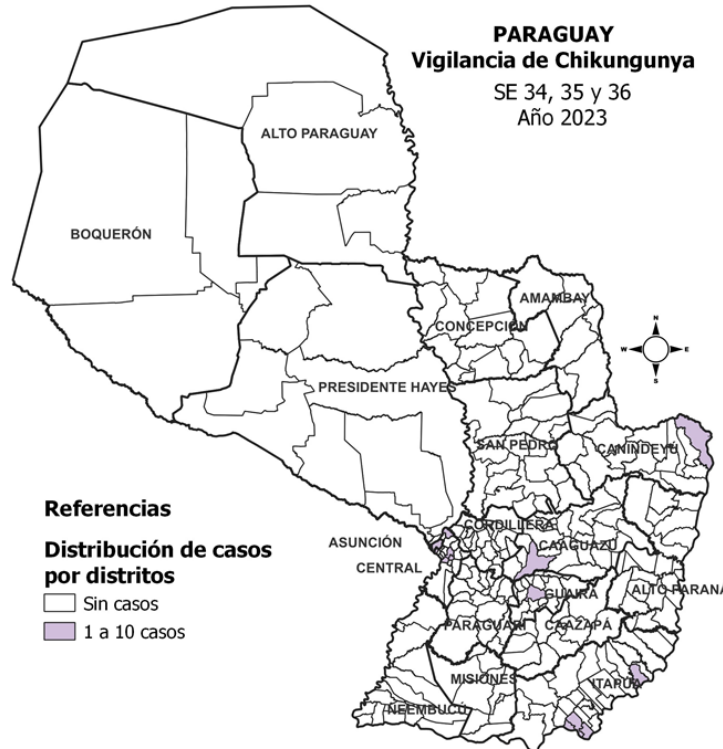 PARAGUAY
Vigilancia de Chikungunya
SE 34, 35 y 36
Año 2023
ALTO PARAGUAY
BOQUERÓN
AMAMBAY
CONCEPCIÓN
N
W E
S
PRESIDENTE HAYES
SAN PEDRO
CANINDEYÚ
Referencias
CORDILLERA
ASUNCIÓN
CAAGUAZÚ
Distribución de casos
por distritos
CENTRAL
Sin casos
GUAIRÁ
ALTO PARANÁ
1 a 10 casos
PARAGUARÍ
CAAZAPÁ
MISIONES
ITAPÚA
ÑEEMBUCÚ